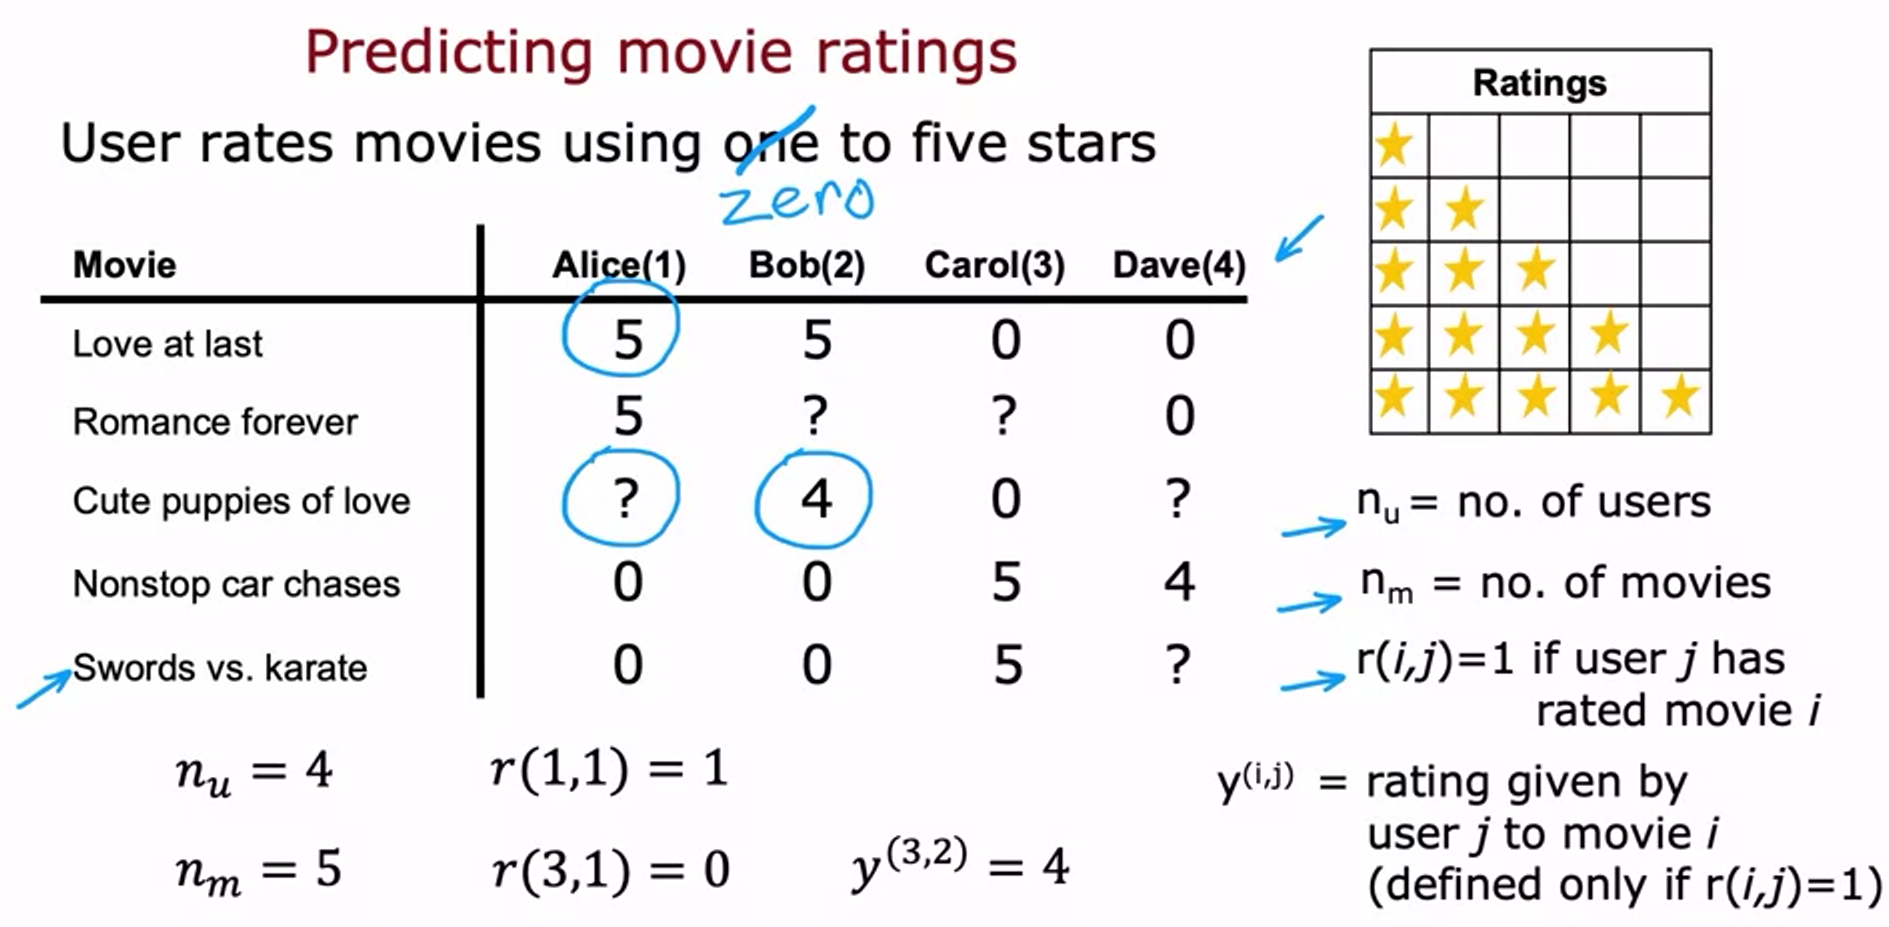 Predicting movie ratings
User rates movies using one to five stars
zero
Movie Alice(1) Bob(2) Carol(3) Dave(4)
Love at last 5 5 0 0
Romance forever 5 ? ? 0
Cute puppies of love ? 4 0 ?
Nonstop car chases 0 0 5 4
Swords vs. karate 0 0 5 ?
n_u = 4 r(1,1) = 1
n_m = 5 r(3,1) = 0 y^(3,2) = 4
Ratings
n_u = no. of users
n_m = no. of movies
r(i,j)=1 if user j has
rated movie i
y^(i,j) = rating given by
user j to movie i
(defined only if r(i,j)=1)